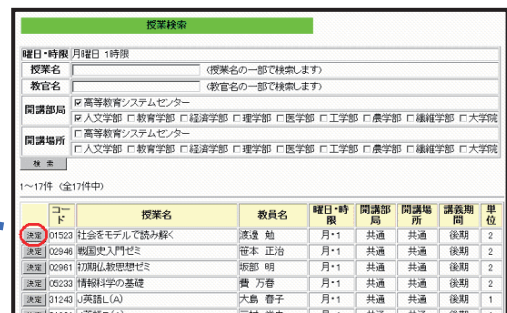 授業検索
曜日・時限 月曜日 1時限
授業名 (授業名の一部で検索します)
教官名 (教官名の一部で検索します)
開講部局 高等教育システムセンター
人文学部 教育学部 経済学部 理学部 医学部 工学部 農学部 繊維学部 大学院
開講場所 高等教育システムセンター
人文学部 教育学部 経済学部 理学部 医学部 工学部 農学部 繊維学部 大学院
検 索
1~17件 (全17件中)
コード 授業名 教員名 曜日・時限 開講部局 開講場所 講義期間 単位
決定 01523 社会をモデルで読み解く 渡邉 勉 月・1 共通 共通 後期 2
決定 02946 戦国史入門ゼミ 笹本 正治 月・1 共通 共通 後期 2
決定 02961 初期仏教思想ゼミ 坂部 明 月・1 共通 共通 後期 2
決定 05233 情報科学の基礎 費 万春 月・1 共通 共通 後期 2
決定 31243 J英語L(A) 大島 春子 月・1 共通 共通 後期 1